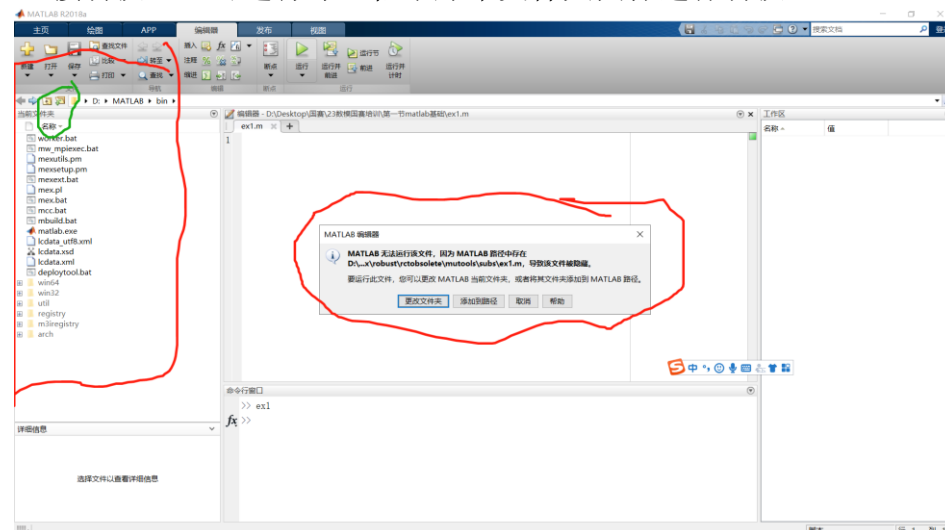 MATLAB R2018a
主页 绘图 APP 编辑器 发布 视图
搜索文档
新建 打开 保存 查找文件 比较 打印 转至 查找 插入 fx 注释 缩进 断点 运行 运行并前进 运行节 前进 运行并计时
导航 编辑 断点 运行
D: ▸ MATLAB ▸ bin ▸
当前文件夹
名称
worker.bat
mw_mpiexec.bat
mexutils.pm
mexsetup.pm
mexext.bat
mex.pl
mex.bat
mcc.bat
mbuild.bat
matlab.exe
lcdata_utf8.xml
lcdata.xsd
lcdata.xml
deploytool.bat
win64
win32
util
registry
m3iregistry
arch
详细信息
选择文件以查看详细信息
编辑器 - D:\Desktop\国赛\23数模国赛培训\第一节matlab基础\ex1.m
ex1.m
1
MATLAB 编辑器
MATLAB 无法运行该文件，因为 MATLAB 路径中存在
D:\...x\robust\rctobsolete\mutools\subs\ex1.m，导致该文件被隐藏。
要运行此文件，您可以更改 MATLAB 当前文件夹，或者将其文件夹添加到 MATLAB 路径。
更改文件夹 添加到路径 取消 帮助
中
命令行窗口
>> ex1
fx >>
工作区
名称 值